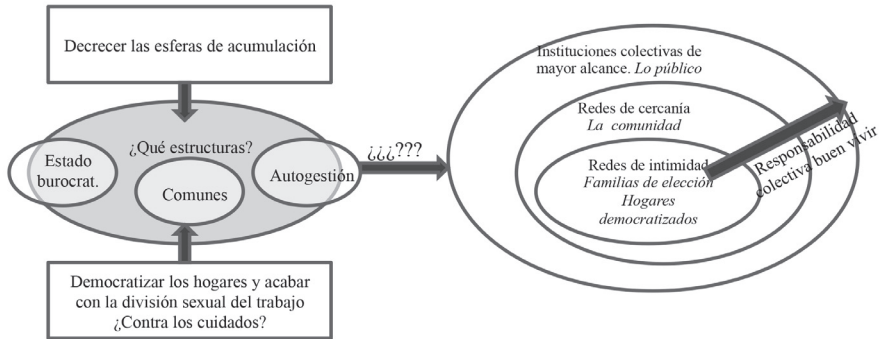 Decrecer las esferas de acumulación
¿Qué estructuras?
Estado
burocrat.
Comunes
Autogestión
Democratizar los hogares y acabar
con la división sexual del trabajo
¿Contra los cuidados?
¿¿¿???
Instituciones colectivas de
mayor alcance. Lo público
Redes de cercanía
La comunidad
Redes de intimidad
Familias de elección
Hogares
democratizados
Responsabilidad
colectiva buen vivir